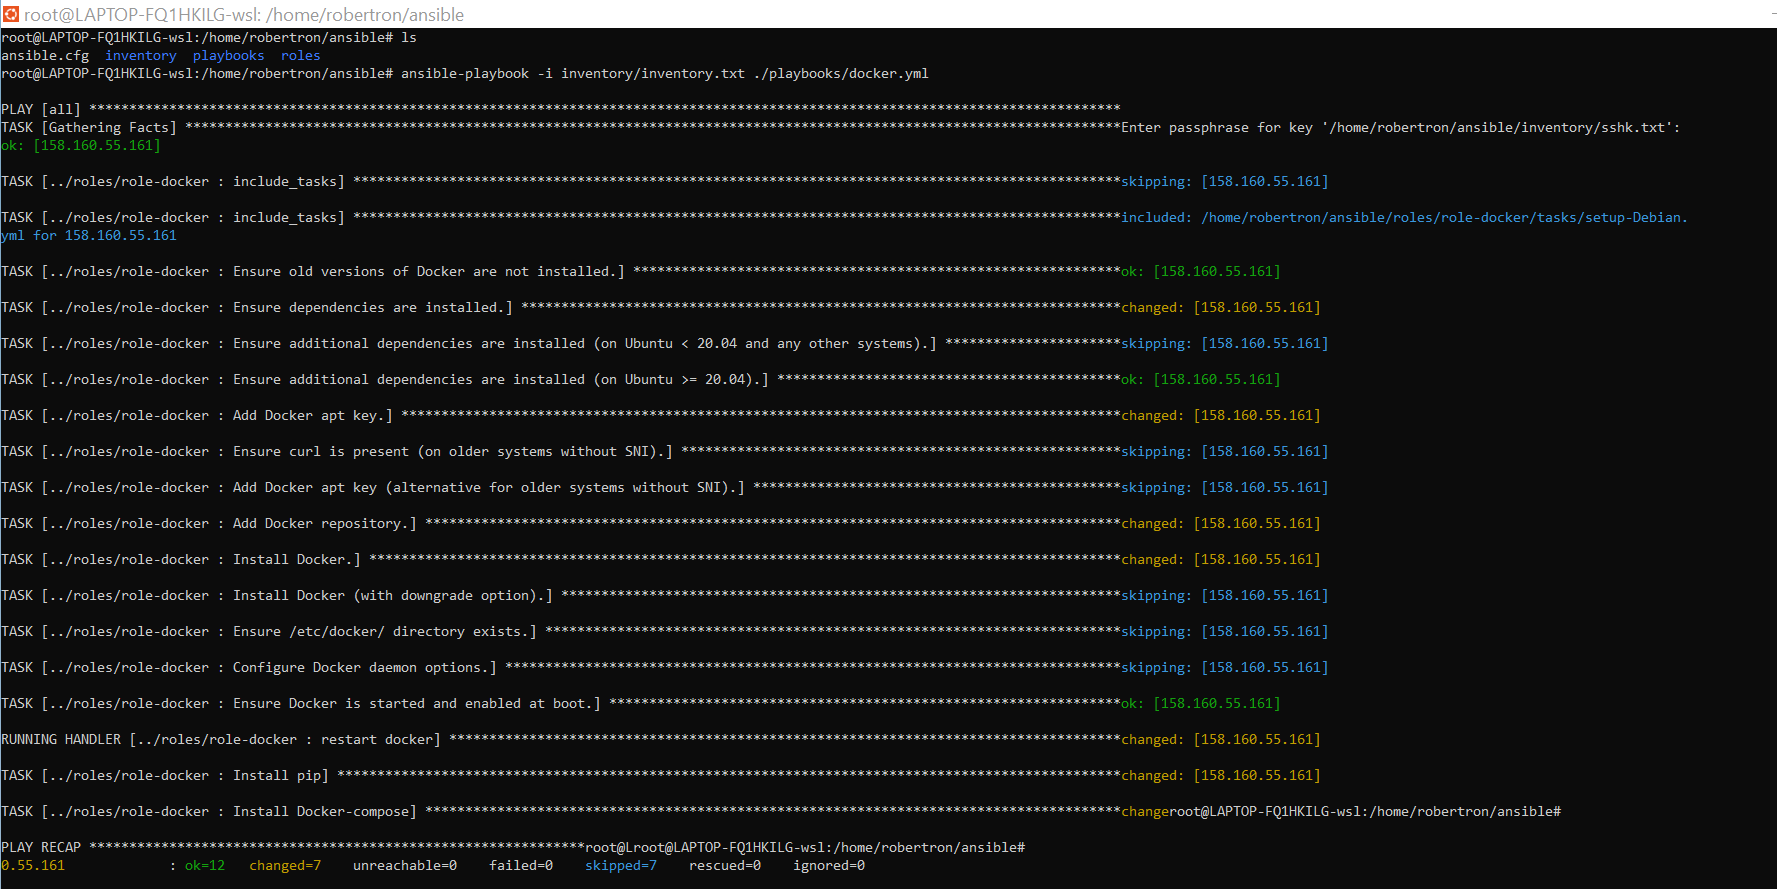 root@LAPTOP-FQ1HKILG-wsl: /home/robertron/ansible
root@LAPTOP-FQ1HKILG-wsl:/home/robertron/ansible# ls
ansible.cfg  inventory  playbooks  roles
root@LAPTOP-FQ1HKILG-wsl:/home/robertron/ansible# ansible-playbook -i inventory/inventory.txt ./playbooks/docker.yml
PLAY [all] *********************************************************************************************************************************
TASK [Gathering Facts] *********************************************************************************************************************Enter passphrase for key '/home/robertron/ansible/inventory/sshk.txt':
ok: [158.160.55.161]
TASK [../roles/role-docker : include_tasks] ************************************************************************************************skipping: [158.160.55.161]
TASK [../roles/role-docker : include_tasks] ************************************************************************************************included: /home/robertron/ansible/roles/role-docker/tasks/setup-Debian.
yml for 158.160.55.161
TASK [../roles/role-docker : Ensure old versions of Docker are not installed.] *************************************************************ok: [158.160.55.161]
TASK [../roles/role-docker : Ensure dependencies are installed.] ***************************************************************************changed: [158.160.55.161]
TASK [../roles/role-docker : Ensure additional dependencies are installed (on Ubuntu < 20.04 and any other systems).] **********************skipping: [158.160.55.161]
TASK [../roles/role-docker : Ensure additional dependencies are installed (on Ubuntu >= 20.04).] *******************************************ok: [158.160.55.161]
TASK [../roles/role-docker : Add Docker apt key.] ******************************************************************************************changed: [158.160.55.161]
TASK [../roles/role-docker : Ensure curl is present (on older systems without SNI).] *******************************************************skipping: [158.160.55.161]
TASK [../roles/role-docker : Add Docker apt key (alternative for older systems without SNI).] **********************************************skipping: [158.160.55.161]
TASK [../roles/role-docker : Add Docker repository.] ***************************************************************************************changed: [158.160.55.161]
TASK [../roles/role-docker : Install Docker.] **********************************************************************************************changed: [158.160.55.161]
TASK [../roles/role-docker : Install Docker (with downgrade option).] **********************************************************************skipping: [158.160.55.161]
TASK [../roles/role-docker : Ensure /etc/docker/ directory exists.] ************************************************************************skipping: [158.160.55.161]
TASK [../roles/role-docker : Configure Docker daemon options.] *****************************************************************************skipping: [158.160.55.161]
TASK [../roles/role-docker : Ensure Docker is started and enabled at boot.] ****************************************************************ok: [158.160.55.161]
RUNNING HANDLER [../roles/role-docker : restart docker] ************************************************************************************changed: [158.160.55.161]
TASK [../roles/role-docker : Install pip] **************************************************************************************************changed: [158.160.55.161]
TASK [../roles/role-docker : Install Docker-compose] ***************************************************************************************changeroot@LAPTOP-FQ1HKILG-wsl:/home/robertron/ansible#
PLAY RECAP **************************************************************root@Lroot@LAPTOP-FQ1HKILG-wsl:/home/robertron/ansible#
0.55.161             : ok=12   changed=7    unreachable=0    failed=0    skipped=7    rescued=0    ignored=0